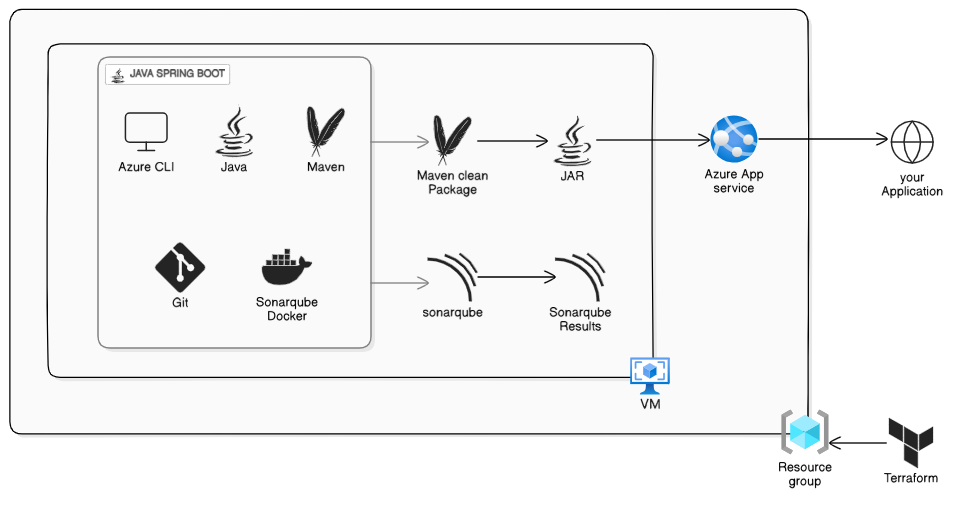 JAVA SPRING BOOT
Azure CLI
Java
Maven
Maven clean
Package
JAR
Azure App
service
your
Application
Git
Sonarqube
Docker
sonarqube
Sonarqube
Results
VM
Resource
group
Terraform